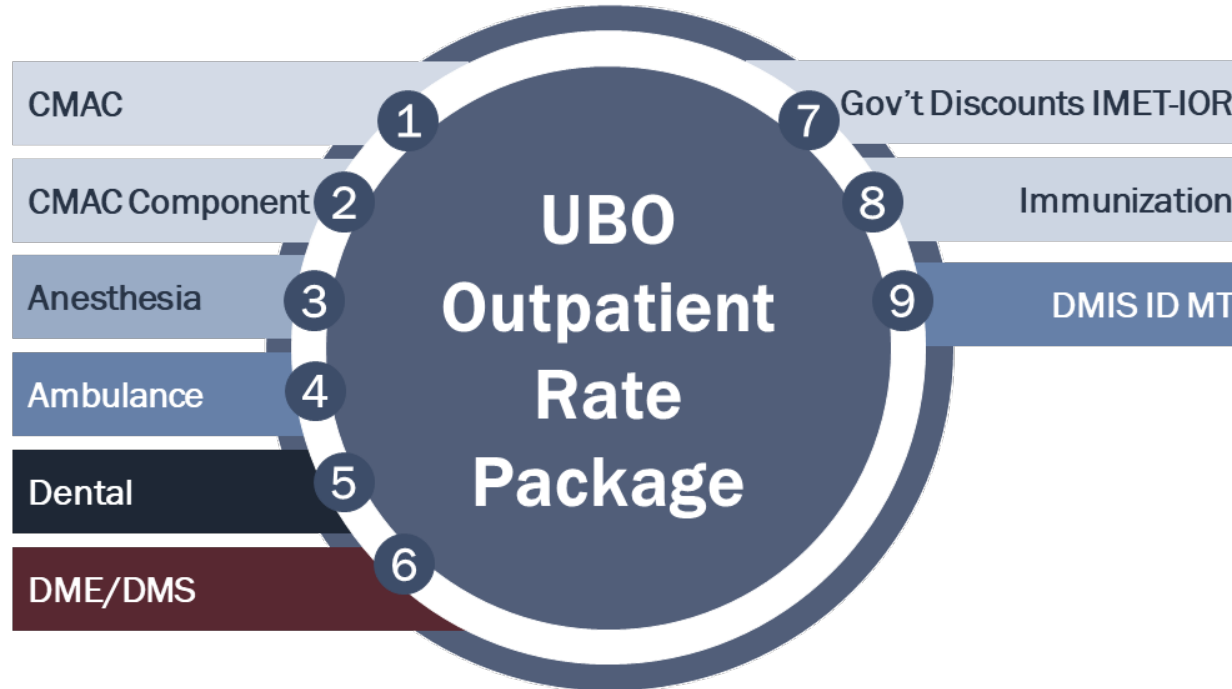 CMAC
1
CMAC Component
2
Anesthesia
3
Ambulance
4
Dental
5
DME/DMS
6
UBO
Outpatient
Rate
Package
7
Gov’t Discounts IMET-IOR
8
Immunization
9
DMIS ID MT